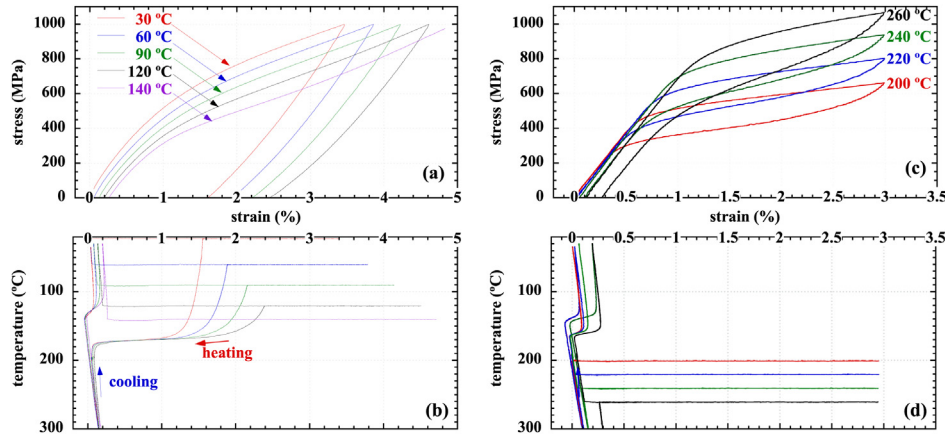 1000
800
600
400
200
0
stress (MPa)
30 ºC
60 ºC
90 ºC
120 ºC
140 ºC
(a)
0 1 2 3 4 5
strain (%)
1000
800
600
400
200
0
stress (MPa)
260 ºC
240 ºC
220 ºC
200 ºC
(c)
0 0.5 1 1.5 2 2.5 3 3.5
strain (%)
0 1 2 3 4 5
100
200
300
temperature (ºC)
heating
cooling
(b)
0 0.5 1 1.5 2 2.5 3 3.5
100
200
300
temperature (ºC)
(d)